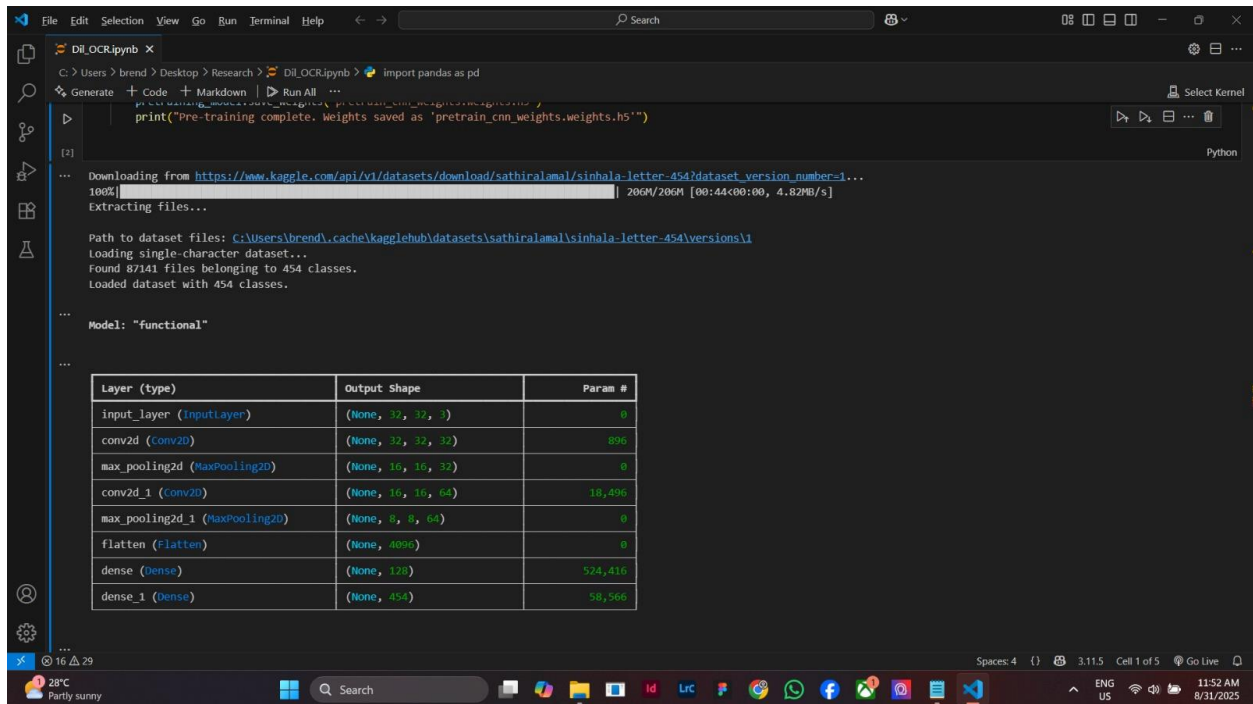 File Edit Selection View Go Run Terminal Help
Search
Dil_OCR.ipynb
C: > Users > brend > Desktop > Research > Dil_OCR.ipynb > import pandas as pd
Generate + Code + Markdown | Run All ...
Select Kernel
print("Pre-training complete. Weights saved as 'pretrain_cnn_weights.weights.h5'")
[2]
Python
Downloading from https://www.kaggle.com/api/v1/datasets/download/sathiralamal/sinhala-letter-454?dataset_version_number=1...
100%| | 206M/206M [00:44<00:00, 4.82MB/s]
Extracting files...
Path to dataset files: C:\Users\brend\.cache\kagglehub\datasets\sathiralamal\sinhala-letter-454\versions\1
Loading single-character dataset...
Found 87141 files belonging to 454 classes.
Loaded dataset with 454 classes.
Model: "functional"
Layer (type) Output Shape Param #
input_layer (InputLayer) (None, 32, 32, 3) 0
conv2d (Conv2D) (None, 32, 32, 32) 896
max_pooling2d (MaxPooling2D) (None, 16, 16, 32) 0
conv2d_1 (Conv2D) (None, 16, 16, 64) 18,496
max_pooling2d_1 (MaxPooling2D) (None, 8, 8, 64) 0
flatten (Flatten) (None, 4096) 0
dense (Dense) (None, 128) 524,416
dense_1 (Dense) (None, 454) 58,566
16 29
Spaces: 4 {} 3.11.5 Cell 1 of 5 Go Live
28°C
Partly sunny
Search
Id LrC
ENG
US
11:52 AM
8/31/2025